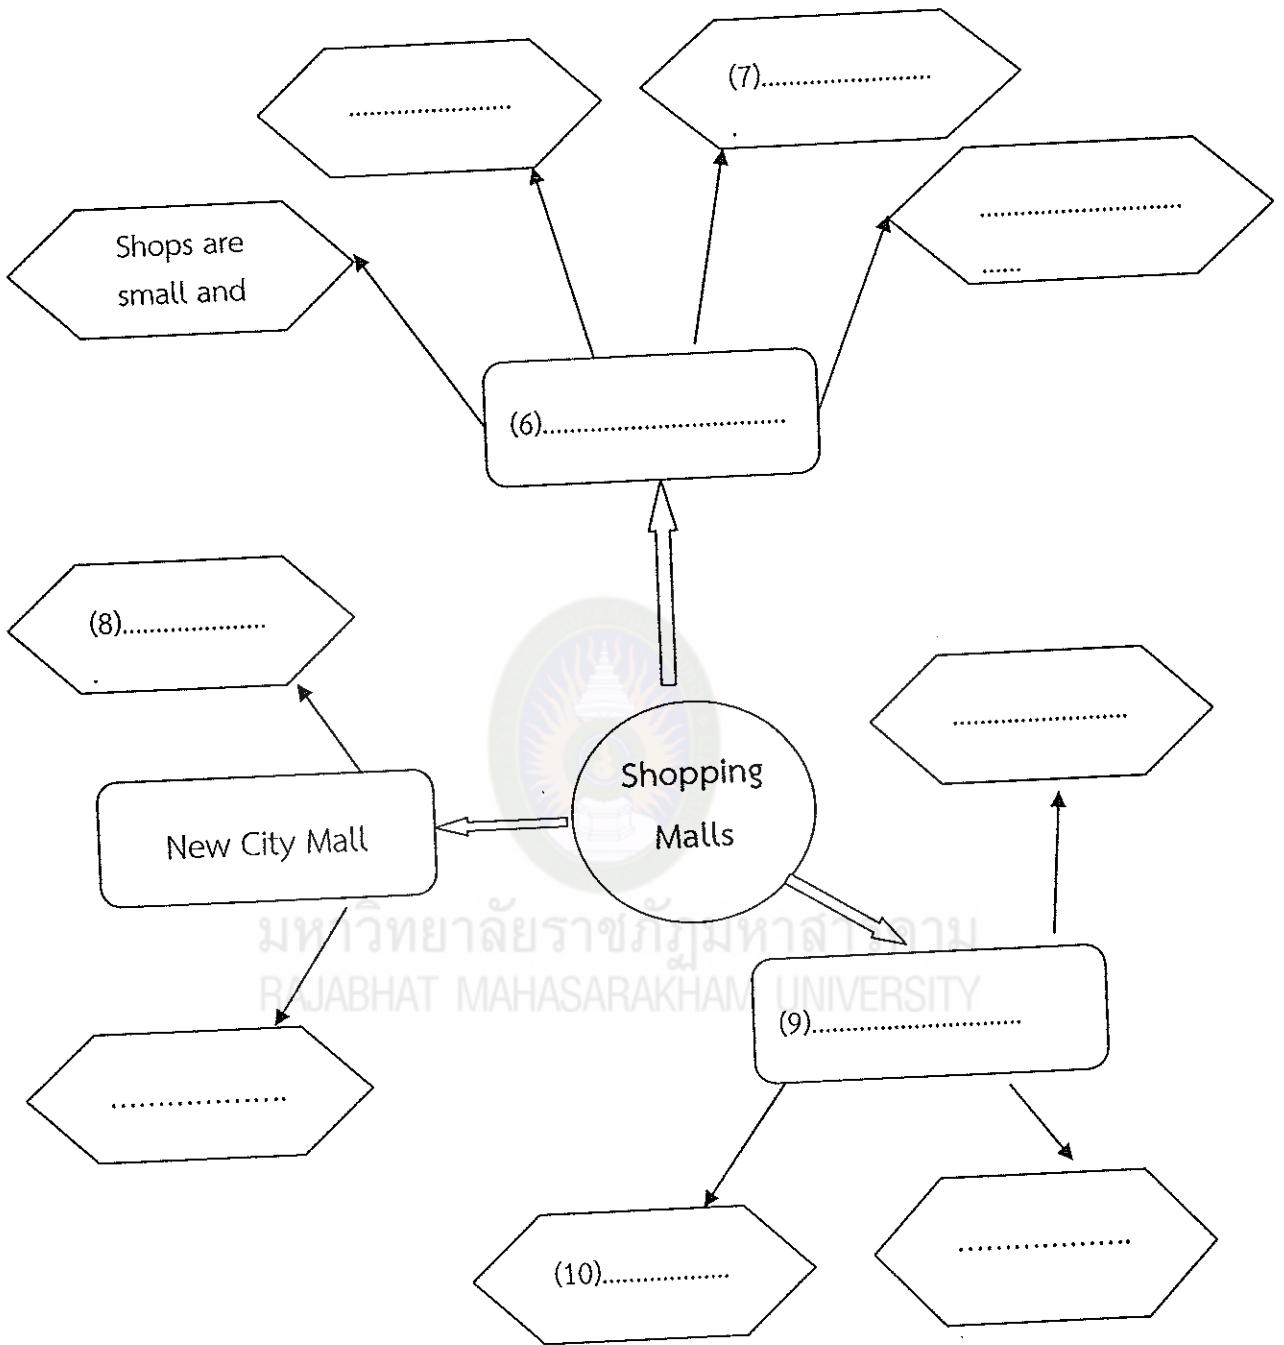 ..........................
(7)..........................
.
..............................
......
Shops are
small and
(6)....................................
(8).....................
.
..........................
Shopping
Malls
New City Mall
มหาวิทยาลัยราชภัฏมหาสารคาม
RAJABHAT MAHASARAKHAM UNIVERSITY
(9)...............................
..................
(10)...................
..................